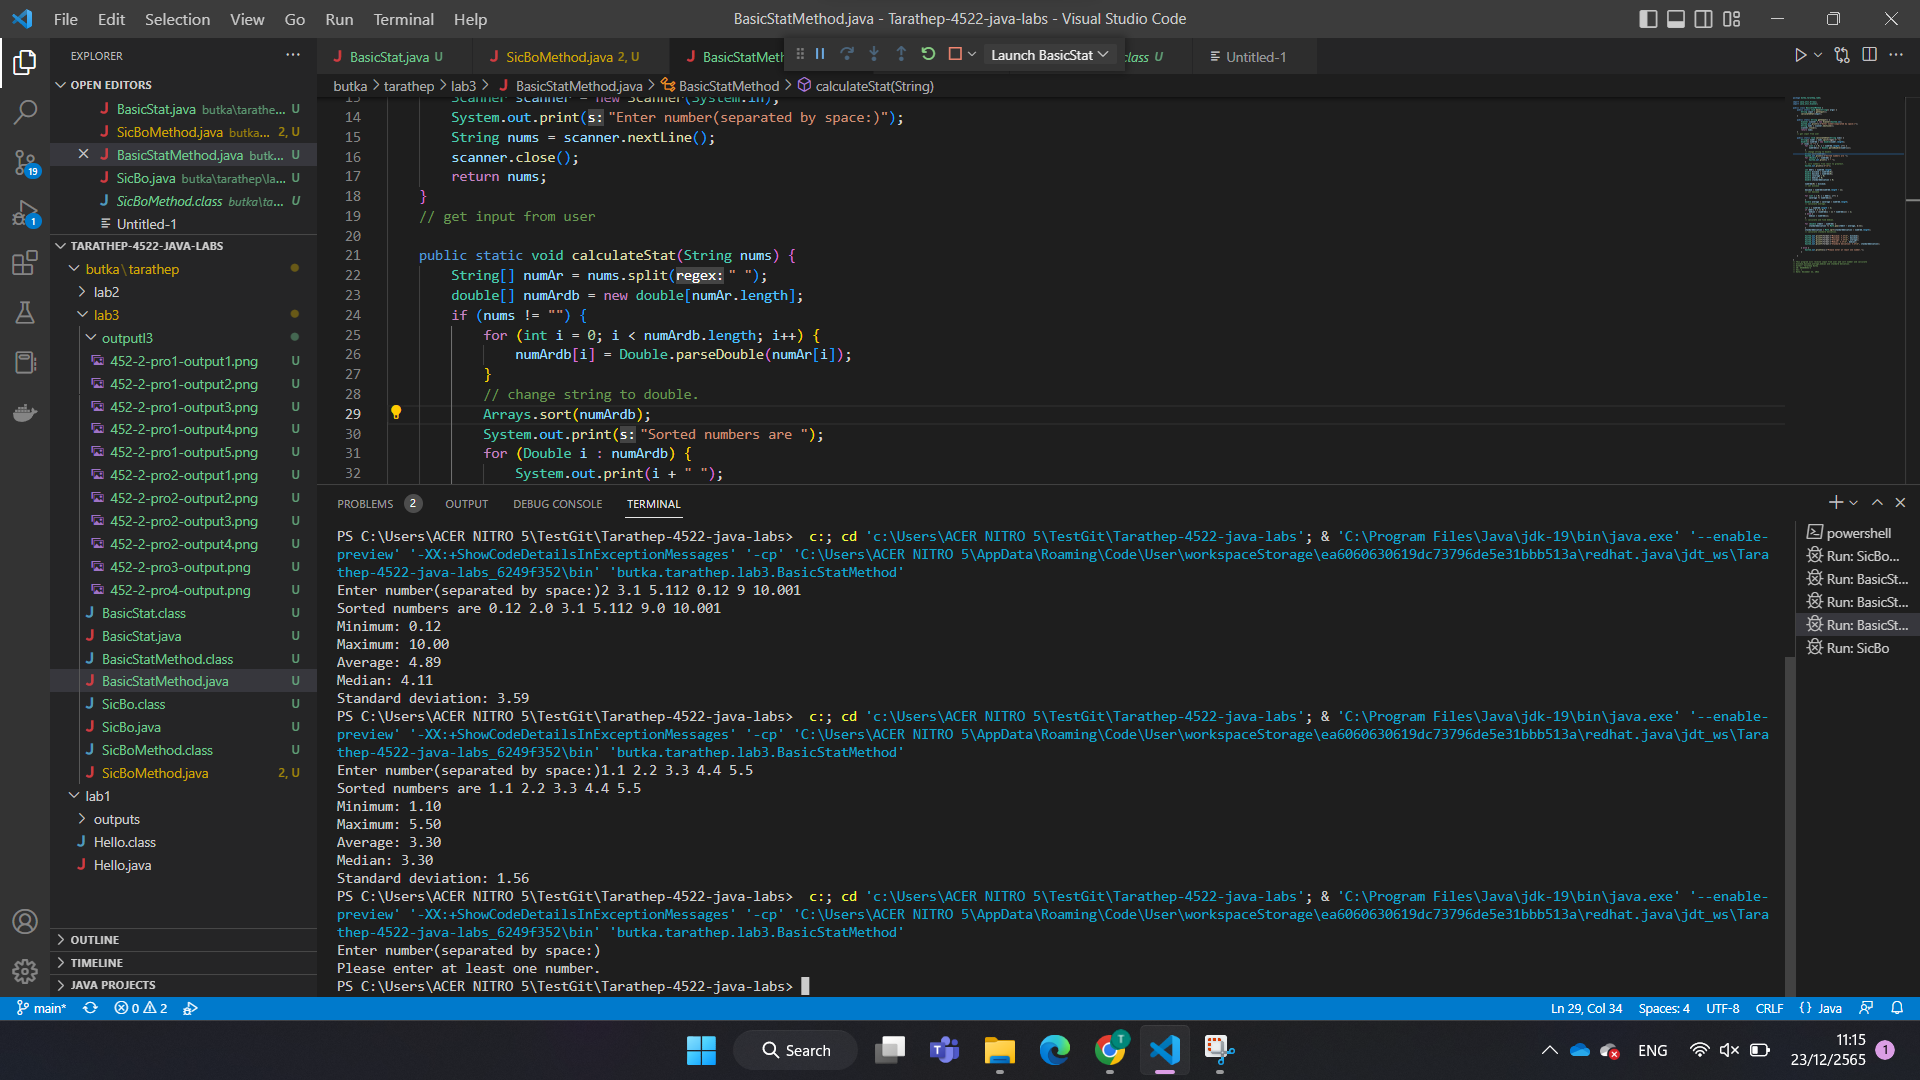 File Edit Selection View Go Run Terminal Help
BasicStatMethod.java - Tarathep-4522-java-labs - Visual Studio Code
EXPLORER
BasicStat.java U
SicBoMethod.java 2, U
BasicStatMeth
Launch BasicStat
class U
Untitled-1
butka > tarathep > lab3 > BasicStatMethod.java > BasicStatMethod > calculateStat(String)
OPEN EDITORS
BasicStat.java butka\tarathe... U
SicBoMethod.java butka... 2, U
BasicStatMethod.java butk... U
SicBo.java butka\tarathep\la... U
SicBoMethod.class butka\ta... U
Untitled-1
TARATHEP-4522-JAVA-LABS
butka\tarathep
lab2
lab3
outputl3
452-2-pro1-output1.png U
452-2-pro1-output2.png U
452-2-pro1-output3.png U
452-2-pro1-output4.png U
452-2-pro1-output5.png U
452-2-pro2-output1.png U
452-2-pro2-output2.png U
452-2-pro2-output3.png U
452-2-pro2-output4.png U
452-2-pro3-output.png U
452-2-pro4-output.png U
BasicStat.class U
BasicStat.java U
BasicStatMethod.class U
BasicStatMethod.java U
SicBo.class U
SicBo.java U
SicBoMethod.class U
SicBoMethod.java 2, U
lab1
outputs
Hello.class
Hello.java
OUTLINE
TIMELINE
JAVA PROJECTS
19
1
13 Scanner scanner = new Scanner(System.in);
14 System.out.print(s: "Enter number(separated by space:)");
15 String nums = scanner.nextLine();
16 scanner.close();
17 return nums;
18 }
19 // get input from user
20
21 public static void calculateStat(String nums) {
22 String[] numAr = nums.split(regex: " ");
23 double[] numArdb = new double[numAr.length];
24 if (nums != "") {
25 for (int i = 0; i < numArdb.length; i++) {
26 numArdb[i] = Double.parseDouble(numAr[i]);
27 }
28 // change string to double.
29 Arrays.sort(numArdb);
30 System.out.print(s: "Sorted numbers are ");
31 for (Double i : numArdb) {
32 System.out.print(i + " ");
PROBLEMS 2 OUTPUT DEBUG CONSOLE TERMINAL
PS C:\Users\ACER NITRO 5\TestGit\Tarathep-4522-java-labs> c:; cd 'c:\Users\ACER NITRO 5\TestGit\Tarathep-4522-java-labs'; & 'C:\Program Files\Java\jdk-19\bin\java.exe' '--enable-
preview' '-XX:+ShowCodeDetailsInExceptionMessages' '-cp' 'C:\Users\ACER NITRO 5\AppData\Roaming\Code\User\workspaceStorage\ea6060630619dc73796de5e31bbb513a\redhat.java\jdt_ws\Tara
thep-4522-java-labs_6249f352\bin' 'butka.tarathep.lab3.BasicStatMethod'
Enter number(separated by space:)2 3.1 5.112 0.12 9 10.001
Sorted numbers are 0.12 2.0 3.1 5.112 9.0 10.001
Minimum: 0.12
Maximum: 10.00
Average: 4.89
Median: 4.11
Standard deviation: 3.59
PS C:\Users\ACER NITRO 5\TestGit\Tarathep-4522-java-labs> c:; cd 'c:\Users\ACER NITRO 5\TestGit\Tarathep-4522-java-labs'; & 'C:\Program Files\Java\jdk-19\bin\java.exe' '--enable-
preview' '-XX:+ShowCodeDetailsInExceptionMessages' '-cp' 'C:\Users\ACER NITRO 5\AppData\Roaming\Code\User\workspaceStorage\ea6060630619dc73796de5e31bbb513a\redhat.java\jdt_ws\Tara
thep-4522-java-labs_6249f352\bin' 'butka.tarathep.lab3.BasicStatMethod'
Enter number(separated by space:)1.1 2.2 3.3 4.4 5.5
Sorted numbers are 1.1 2.2 3.3 4.4 5.5
Minimum: 1.10
Maximum: 5.50
Average: 3.30
Median: 3.30
Standard deviation: 1.56
PS C:\Users\ACER NITRO 5\TestGit\Tarathep-4522-java-labs> c:; cd 'c:\Users\ACER NITRO 5\TestGit\Tarathep-4522-java-labs'; & 'C:\Program Files\Java\jdk-19\bin\java.exe' '--enable-
preview' '-XX:+ShowCodeDetailsInExceptionMessages' '-cp' 'C:\Users\ACER NITRO 5\AppData\Roaming\Code\User\workspaceStorage\ea6060630619dc73796de5e31bbb513a\redhat.java\jdt_ws\Tara
thep-4522-java-labs_6249f352\bin' 'butka.tarathep.lab3.BasicStatMethod'
Enter number(separated by space:)
Please enter at least one number.
PS C:\Users\ACER NITRO 5\TestGit\Tarathep-4522-java-labs>
powershell
Run: SicBo...
Run: BasicSt...
Run: BasicSt...
Run: BasicSt...
Run: SicBo
main* 0 2
Ln 29, Col 34 Spaces: 4 UTF-8 CRLF {} Java
Search
ENG
11:15
23/12/2565
1